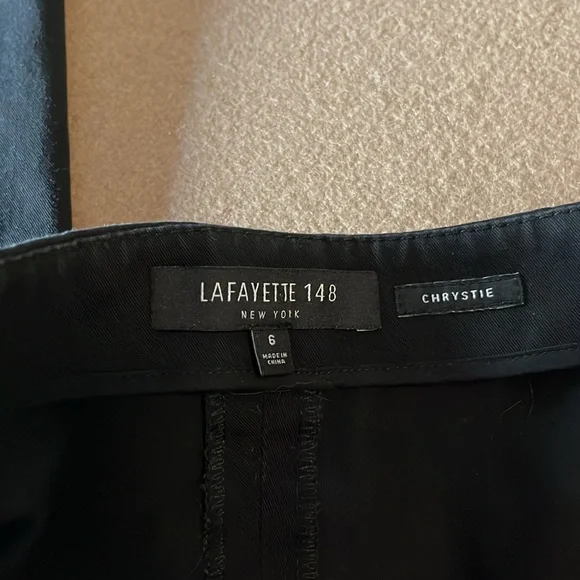 LAFAYETTE 148
NEW YORK
CHRYSTIE
6
MADE IN
CHINA